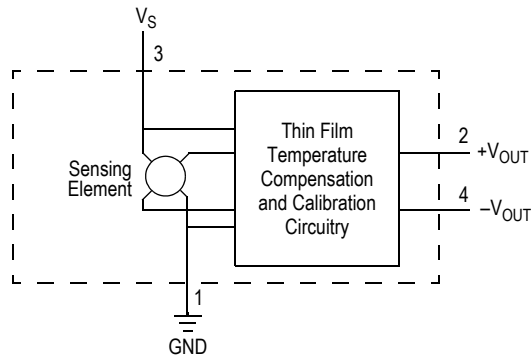 V_S
3
Thin Film
Temperature
Compensation
and Calibration
Circuitry
Sensing
Element
2
+V_OUT
4
–V_OUT
1
GND